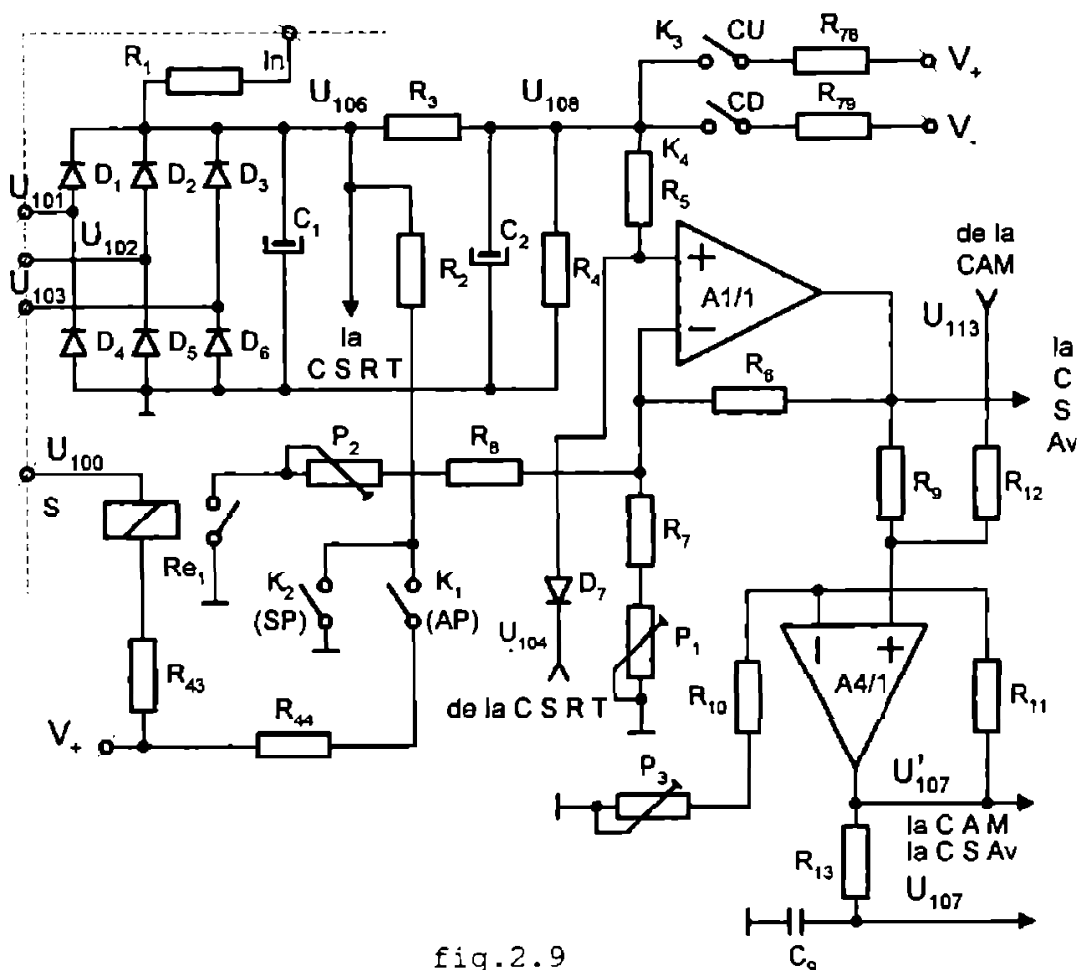 In
R1
K3
CU
R78
V+
U106
R3
U108
CD
R79
V-
K4
R5
D1
D2
D3
U101
U102
U103
C1
R2
C2
R4
+
A1/1
−
de la
CAM
U113
D4
D5
D6
la
C S R T
R6
la
C
S
Av
U100
S
P2
R8
R9
R12
Re1
K2
(SP)
K1
(AP)
D7
R7
U104
de la C S R T
P1
−
+
A4/1
R10
R11
R43
R44
V+
P3
U'107
la C A M
la C S Av
R13
U107
C9
fig.2.9